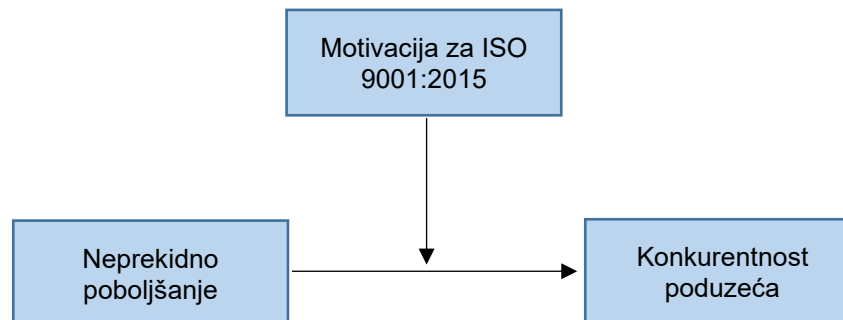 Motivacija za ISO
9001:2015
Neprekidno
poboljšanje
Konkurentnost
poduzeća